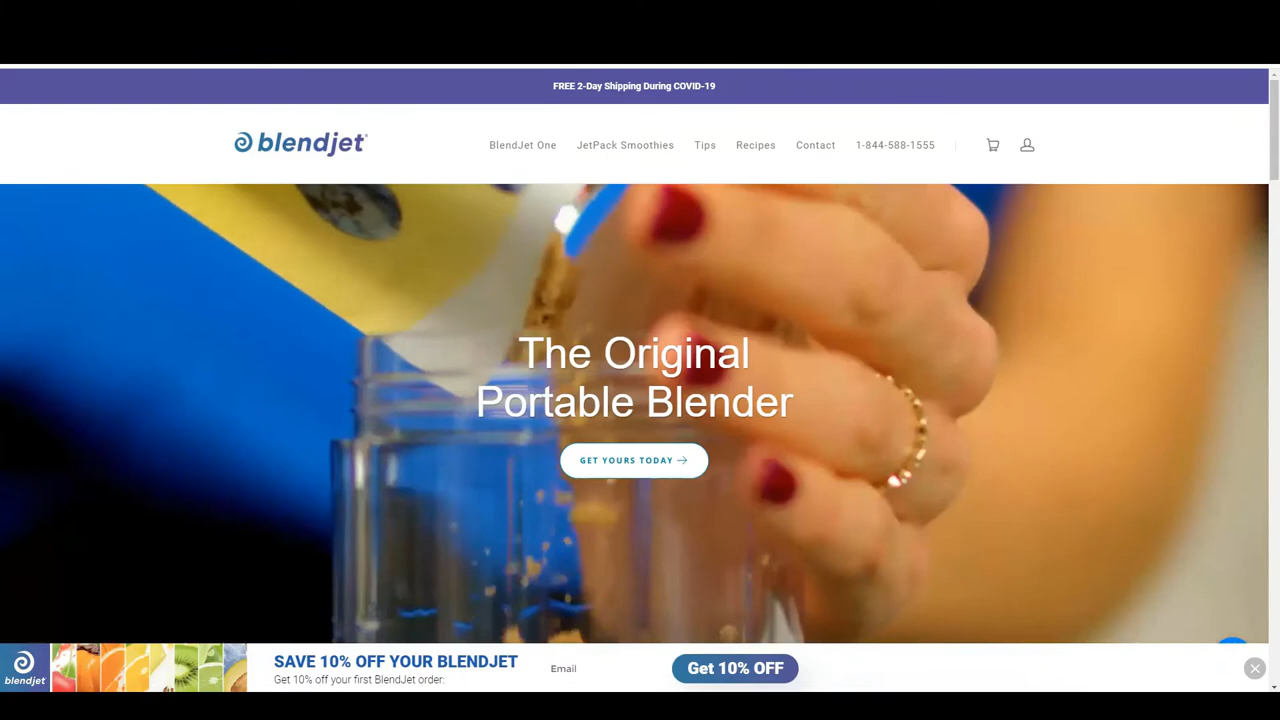 FREE 2-Day Shipping During COVID-19
blendjet®
BlendJet One JetPack Smoothies Tips Recipes Contact 1-844-588-1555
The Original
Portable Blender
GET YOURS TODAY →
blendjet
SAVE 10% OFF YOUR BLENDJET
Get 10% off your first BlendJet order:
Email
Get 10% OFF